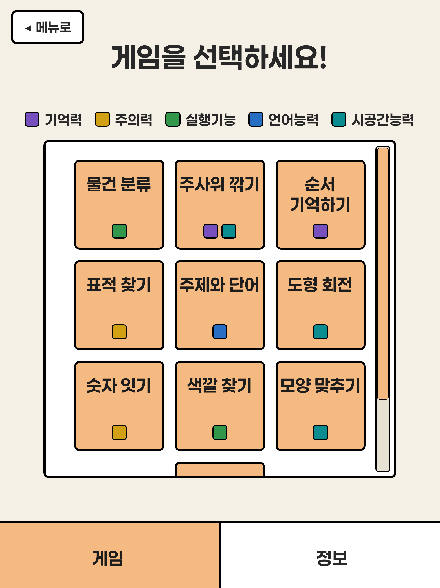 ◂ 메뉴로
게임을 선택하세요!
기억력 주의력 실행기능 언어능력 시공간능력
물건 분류
주사위 깎기
순서
기억하기
표적 찾기
주제와 단어
도형 회전
숫자 잇기
색깔 찾기
모양 맞추기
게임
정보